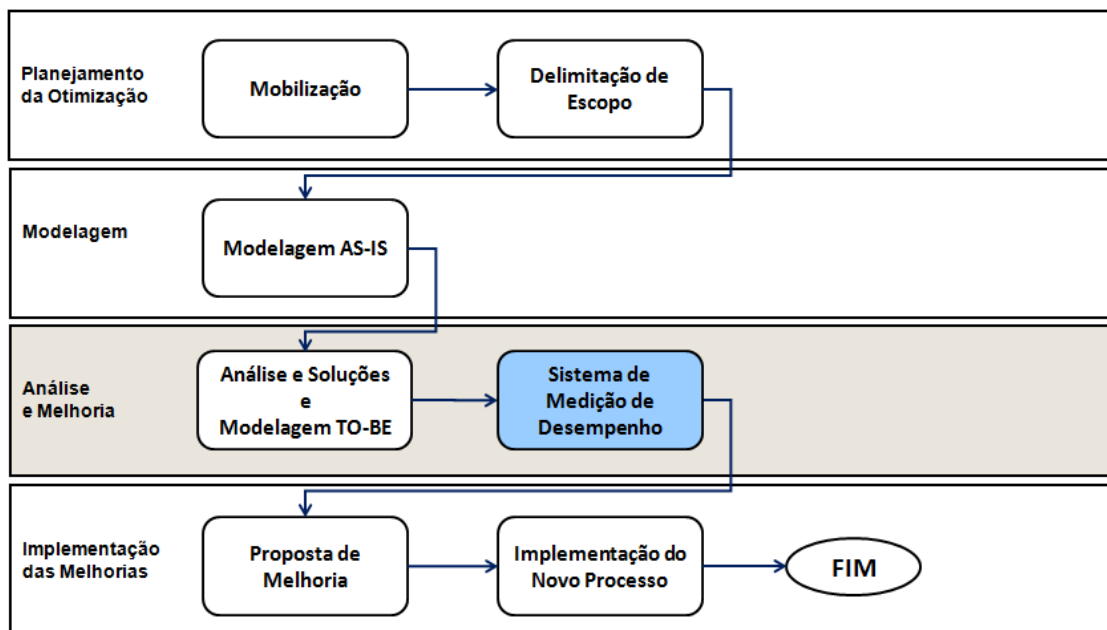 Planejamento
da Otimização
Mobilização
Delimitação de
Escopo
Modelagem
Modelagem AS-IS
Análise
e Melhoria
Análise e Soluções
e
Modelagem TO-BE
Sistema de
Medição de
Desempenho
Implementação
das Melhorias
Proposta de
Melhoria
Implementação do
Novo Processo
FIM